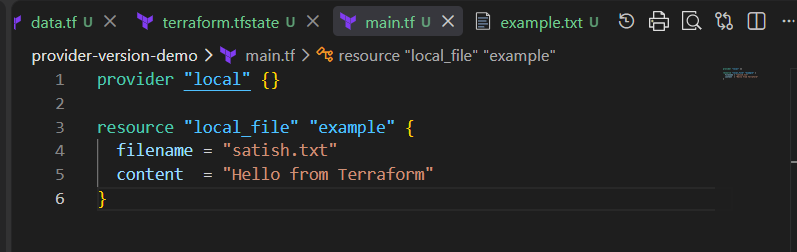 data.tf U terraform.tfstate U main.tf U example.txt U
provider-version-demo > main.tf > resource "local_file" "example"
1 provider "local" {}
2
3 resource "local_file" "example" {
4 filename = "satish.txt"
5 content = "Hello from Terraform"
6 }